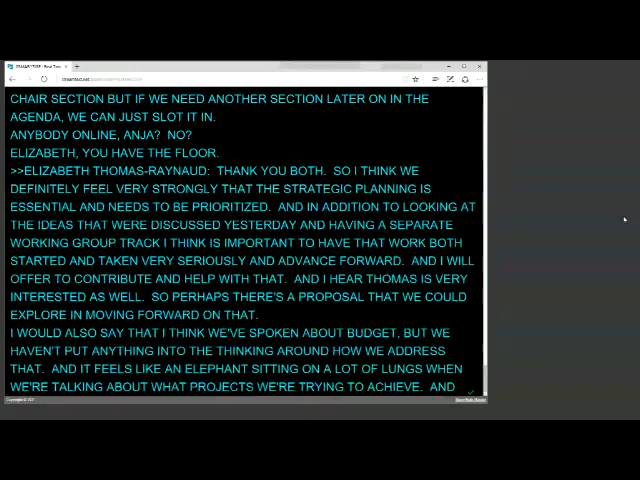 CHAIR SECTION BUT IF WE NEED ANOTHER SECTION LATER ON IN THE
AGENDA, WE CAN JUST SLOT IT IN.
ANYBODY ONLINE, ANJA?  NO?
ELIZABETH, YOU HAVE THE FLOOR.
>>ELIZABETH THOMAS-RAYNAUD:  THANK YOU BOTH.  SO I THINK WE
DEFINITELY FEEL VERY STRONGLY THAT THE STRATEGIC PLANNING IS
ESSENTIAL AND NEEDS TO BE PRIORITIZED.  AND IN ADDITION TO LOOKING AT
THE IDEAS THAT WERE DISCUSSED YESTERDAY AND HAVING A SEPARATE
WORKING GROUP TRACK I THINK IS IMPORTANT TO HAVE THAT WORK BOTH
STARTED AND TAKEN VERY SERIOUSLY AND ADVANCE FORWARD.  AND I WILL
OFFER TO CONTRIBUTE AND HELP WITH THAT.  AND I HEAR THOMAS IS VERY
INTERESTED AS WELL.  SO PERHAPS THERE'S A PROPOSAL THAT WE COULD
EXPLORE IN MOVING FORWARD ON THAT.
I WOULD ALSO SAY THAT I THINK WE'VE SPOKEN ABOUT BUDGET, BUT WE
HAVEN'T PUT ANYTHING INTO THE THINKING AROUND HOW WE ADDRESS
THAT.  AND IT FEELS LIKE AN ELEPHANT SITTING ON A LOT OF LUNGS WHEN
WE'RE TALKING ABOUT WHAT PROJECTS WE'RE TRYING TO ACHIEVE.  AND